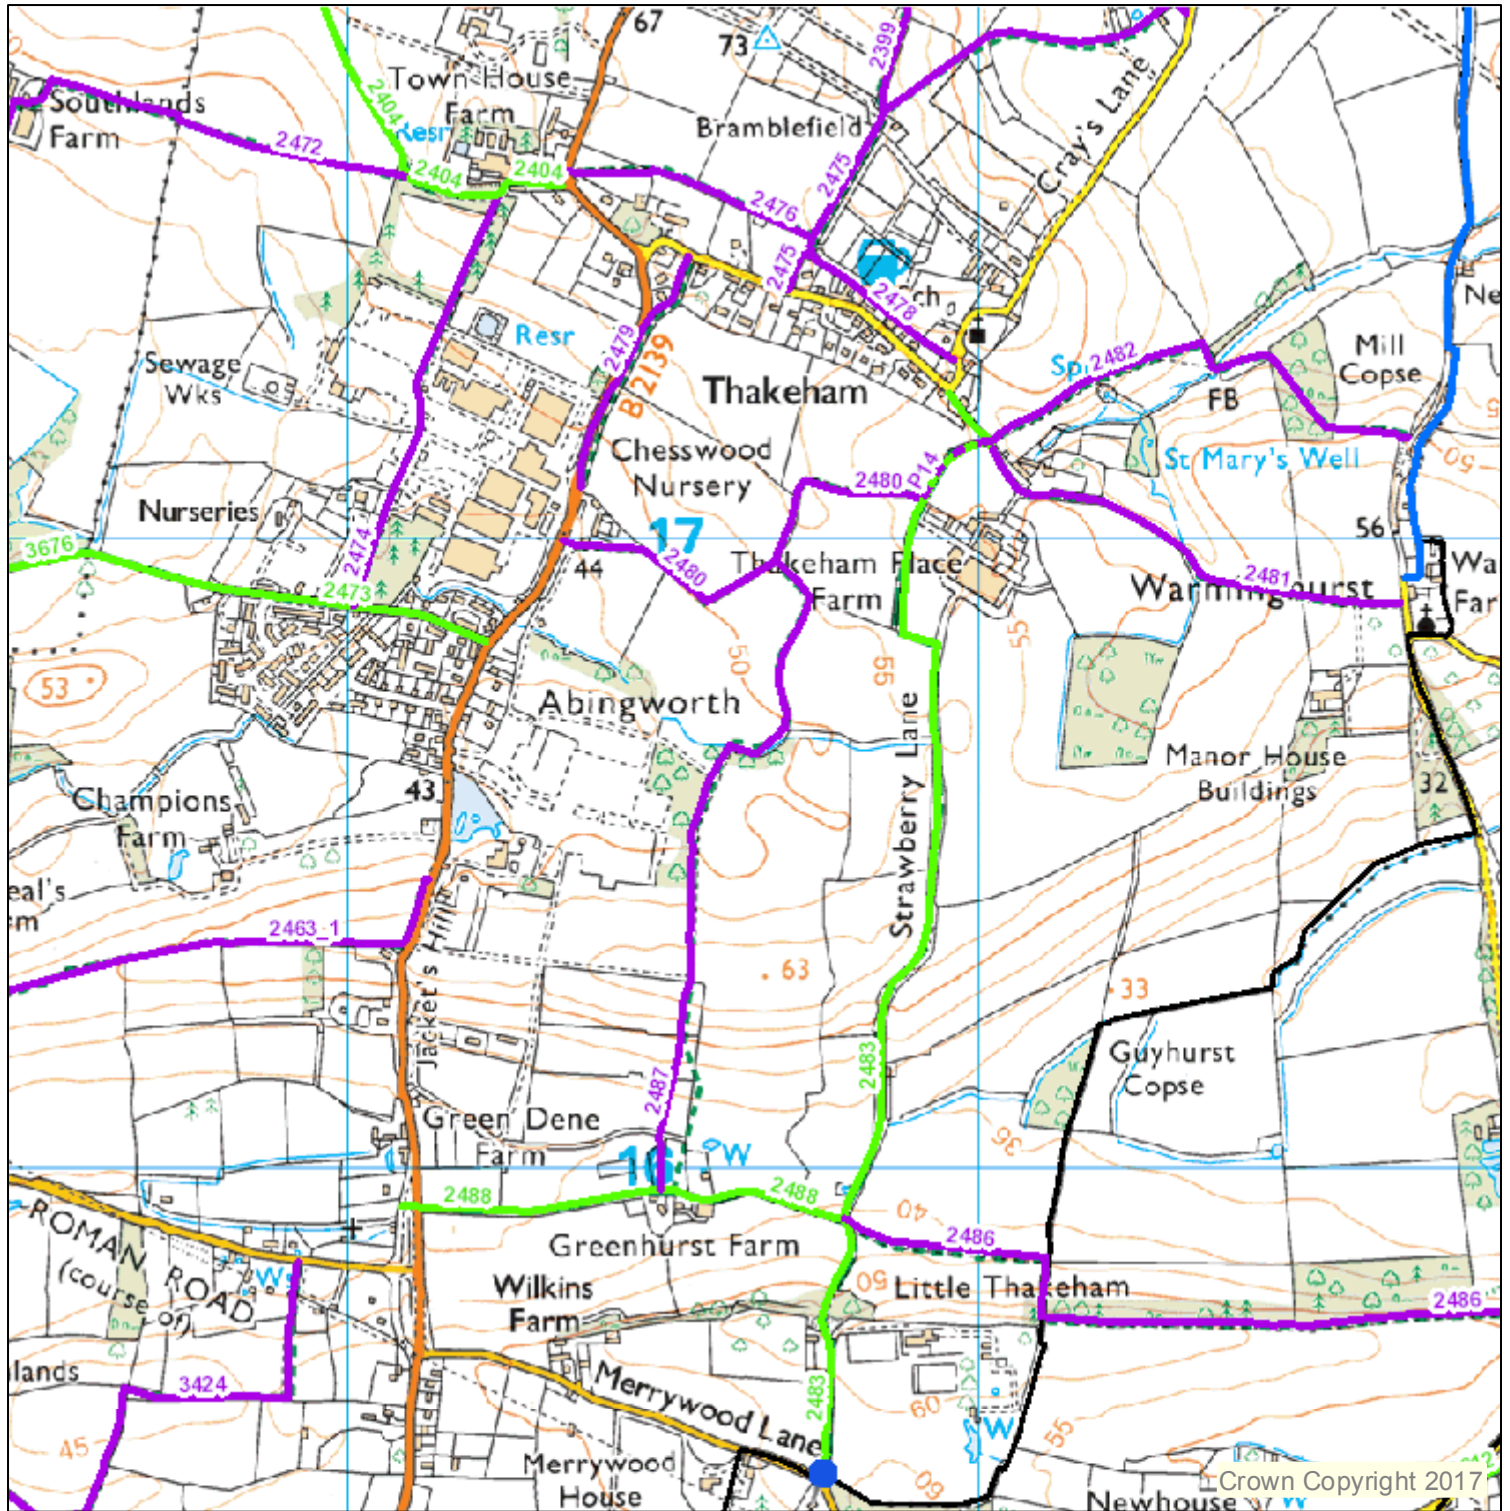 67
73
2399
Town House
Farm
2404
Resr
Southlands
Farm
Bramblefield
Cray's Lane
2472
2404
2404
2475
2476
2475
2478
Resr
Sewage
Wks
2479
B2139
Thakeham
Sp
2482
Mill
Copse
FB
Chesswood
Nursery
2480
P14
St Mary's Well
Nurseries
17
56
3676
2474
44
2480
Thakeham Place
Farm
Warminghurst
2481
2473
53
50
55
55
50
Abingworth
Strawberry Lane
Manor House
Buildings
32
Champions
Farm
43
2463_1
Jacket's Hill
63
33
Guyhurst
Copse
2483
2487
Green Dene
Farm
16
W
35
2488
2488
40
2486
ROMAN ROAD
(course of)
W
Greenhurst Farm
Wilkins
Farm
50
Little Thakeham
2486
3424
Merrywood Lane
2483
60
W
55
45
Merrywood
House
60
Newhouse
W
Crown Copyright 2017